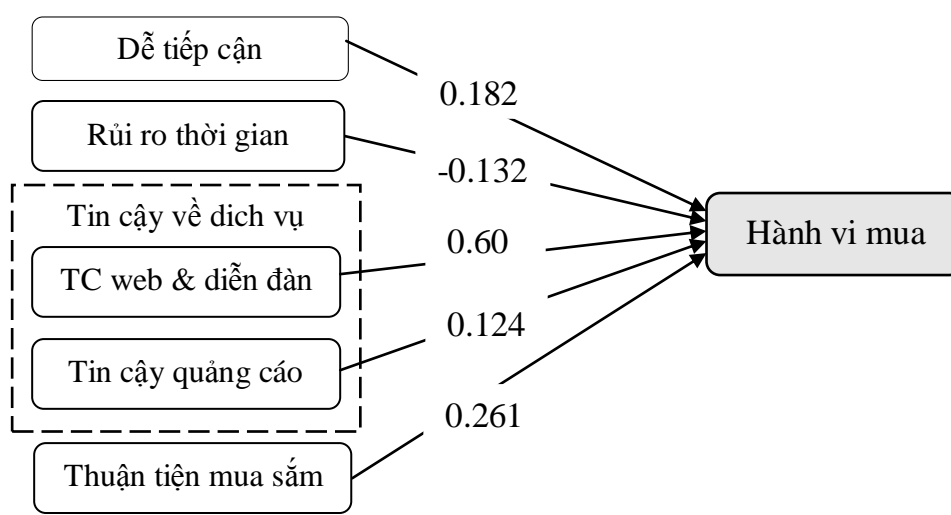 Dễ tiếp cận
0.182
Rủi ro thời gian
-0.132
Tin cậy về dich vụ
Hành vi mua
0.60
TC web & diễn đàn
0.124
Tin cậy quảng cáo
0.261
Thuận tiện mua sắm